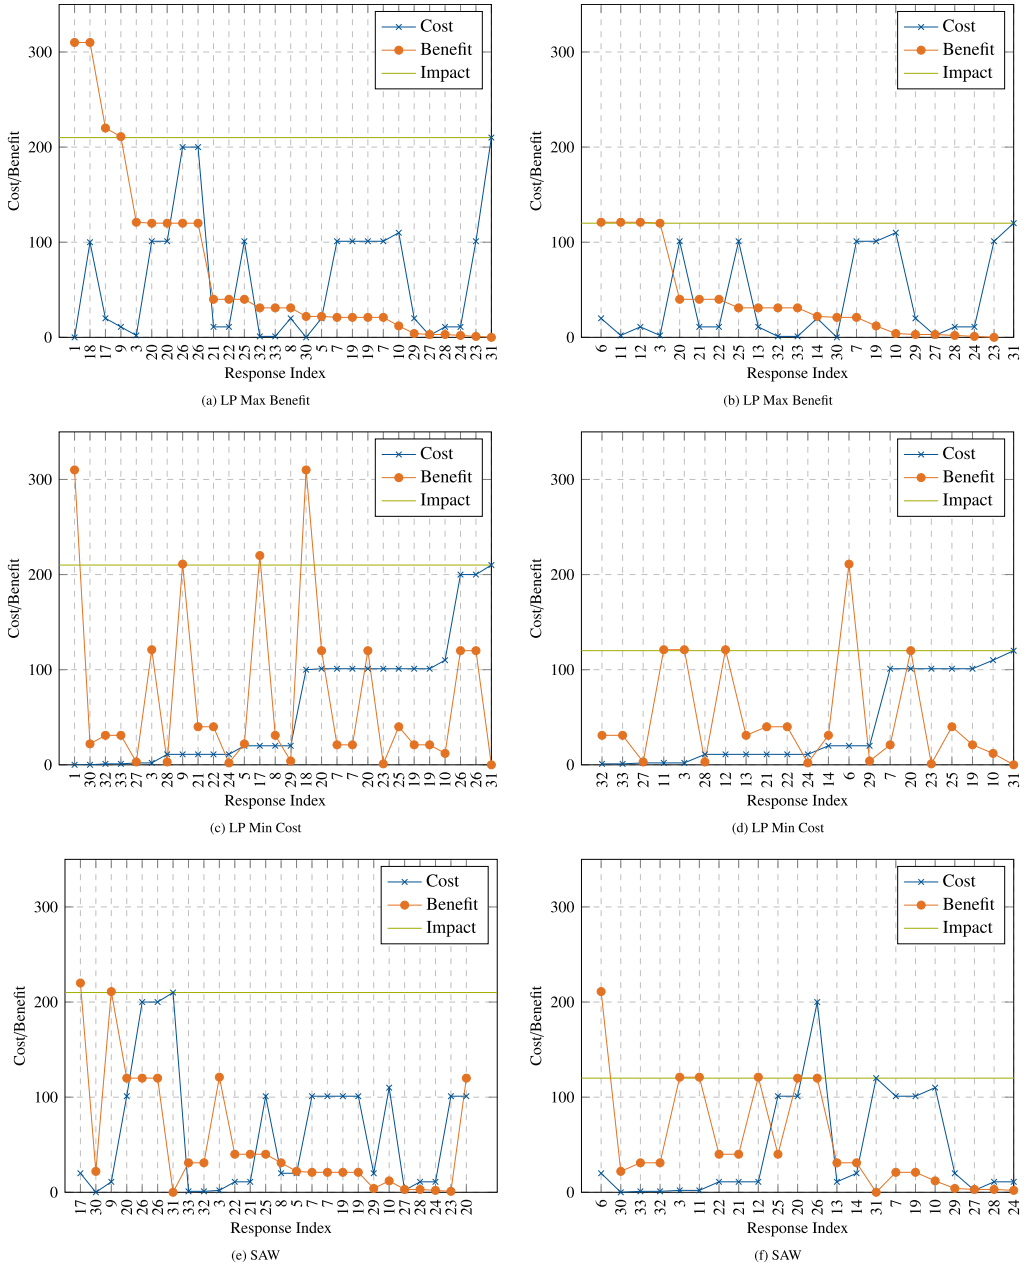 Cost
Benefit
Impact
300
200
100
0
Cost/Benefit
1 18 17 9 3 20 20 26 26 21 22 25 32 33 8 30 5 7 19 19 7 10 29 27 28 24 23 31
Response Index
(a) LP Max Benefit
Cost
Benefit
Impact
300
200
100
0
Cost/Benefit
6 11 12 3 20 21 22 25 13 32 33 14 30 7 19 10 29 27 28 24 23 31
Response Index
(b) LP Max Benefit
Cost
Benefit
Impact
300
200
100
0
Cost/Benefit
1 30 32 33 27 3 28 9 21 22 24 5 17 8 29 18 20 7 7 20 23 25 19 19 10 26 26 31
Response Index
(c) LP Min Cost
Cost
Benefit
Impact
300
200
100
0
Cost/Benefit
32 33 27 11 3 28 12 13 21 22 24 14 6 29 7 20 23 25 19 10 31
Response Index
(d) LP Min Cost
Cost
Benefit
Impact
300
200
100
0
Cost/Benefit
17 30 9 20 26 26 31 33 32 3 22 21 25 8 5 7 7 19 19 29 10 27 28 24 23 20
Response Index
(e) SAW
Cost
Benefit
Impact
300
200
100
0
Cost/Benefit
6 30 33 32 3 11 22 21 12 25 20 26 13 14 31 7 19 10 29 27 28 24
Response Index
(f) SAW